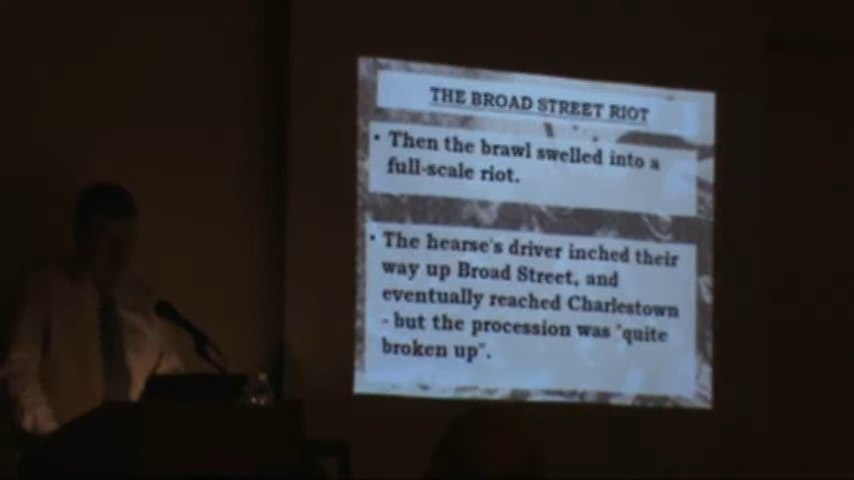 THE BROAD STREET RIOT
• Then the brawl swelled into a
full-scale riot.
• The hearse's driver inched their
way up Broad Street, and
eventually reached Charlestown
- but the procession was "quite
broken up".